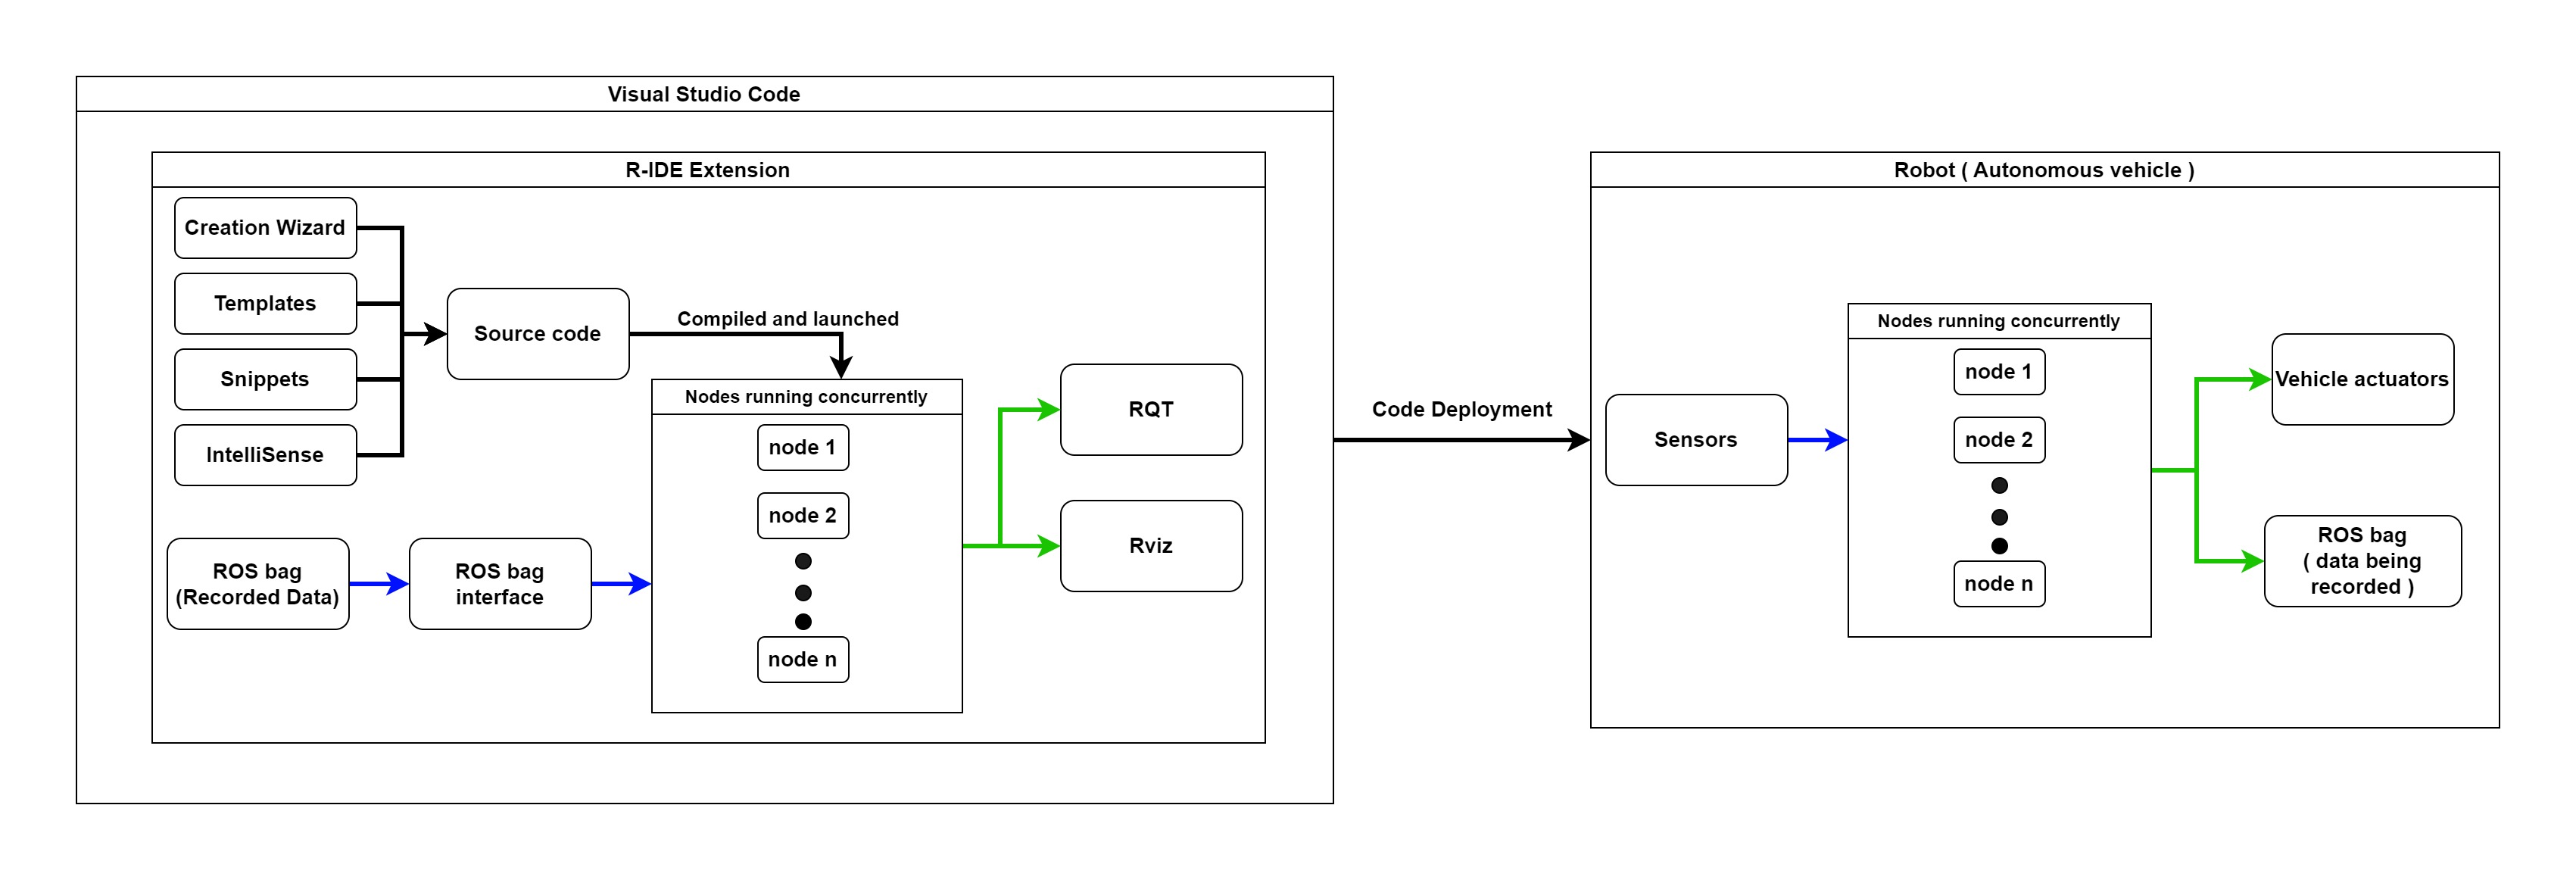 Visual Studio Code
R-IDE Extension
Creation Wizard
Templates
Snippets
IntelliSense
Source code
Compiled and launched
ROS bag
(Recorded Data)
ROS bag
interface
Nodes running concurrently
node 1
node 2
node n
RQT
Rviz
Code Deployment
Robot ( Autonomous vehicle )
Sensors
Nodes running concurrently
node 1
node 2
node n
Vehicle actuators
ROS bag
( data being
recorded )